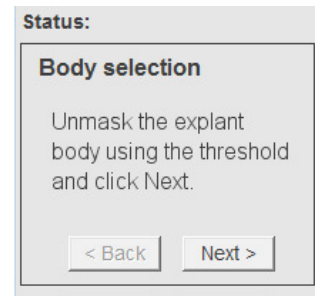 Status:
Body selection
Unmask the explant
body using the threshold
and click Next.
< Back Next >